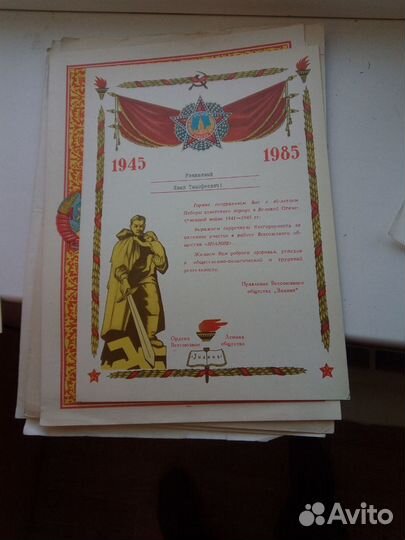 1945 1985
Уважаемый
Иван Тимофеевич!
Горячо поздравляем Вас с 40-летием
Победы советского народа в Великой Отече-
ственной войне 1941-1945 гг.
Выражаем сердечную благодарность за
активное участие в работе Всесоюзного об-
щества «ЗНАНИЕ».
Желаем Вам доброго здоровья, успехов
в общественно-политической и трудовой
деятельности.
Правление Всесоюзного
общества „Знание“
Ордена Ленина
Всесоюзное общество
„Знание“
Avito